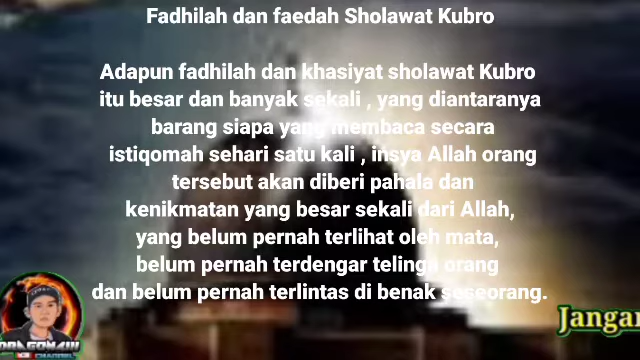 Fadhilah dan faedah Sholawat Kubro
Adapun fadhilah dan khasiyat sholawat Kubro
itu besar dan banyak sekali , yang diantaranya
barang siapa yang membaca secara
istiqomah sehari satu kali , insya Allah orang
tersebut akan diberi pahala dan
kenikmatan yang besar sekali dari Allah,
yang belum pernah terlihat oleh mata,
belum pernah terdengar telinga orang
dan belum pernah terlintas di benak seseorang.
Jangan
CHANNEL